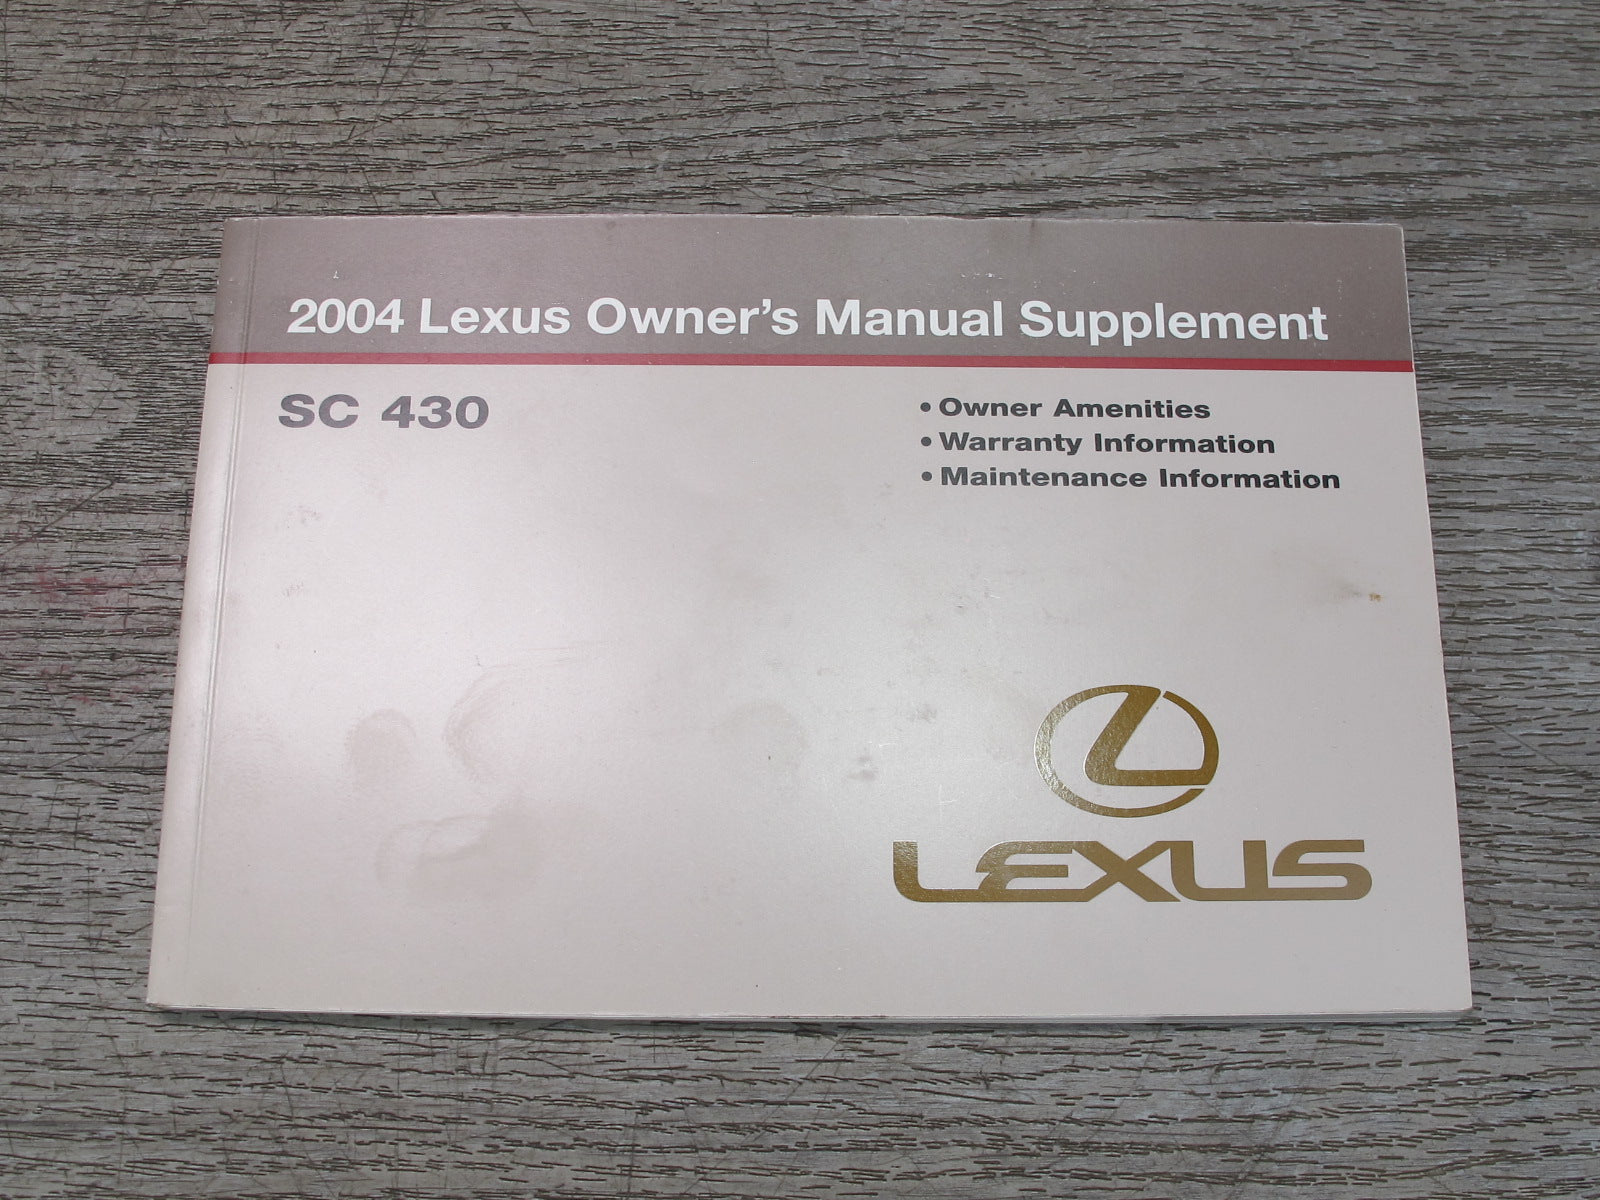 2004 Lexus Owner's Manual Supplement
SC 430
• Owner Amenities
• Warranty Information
• Maintenance Information
LEXUS